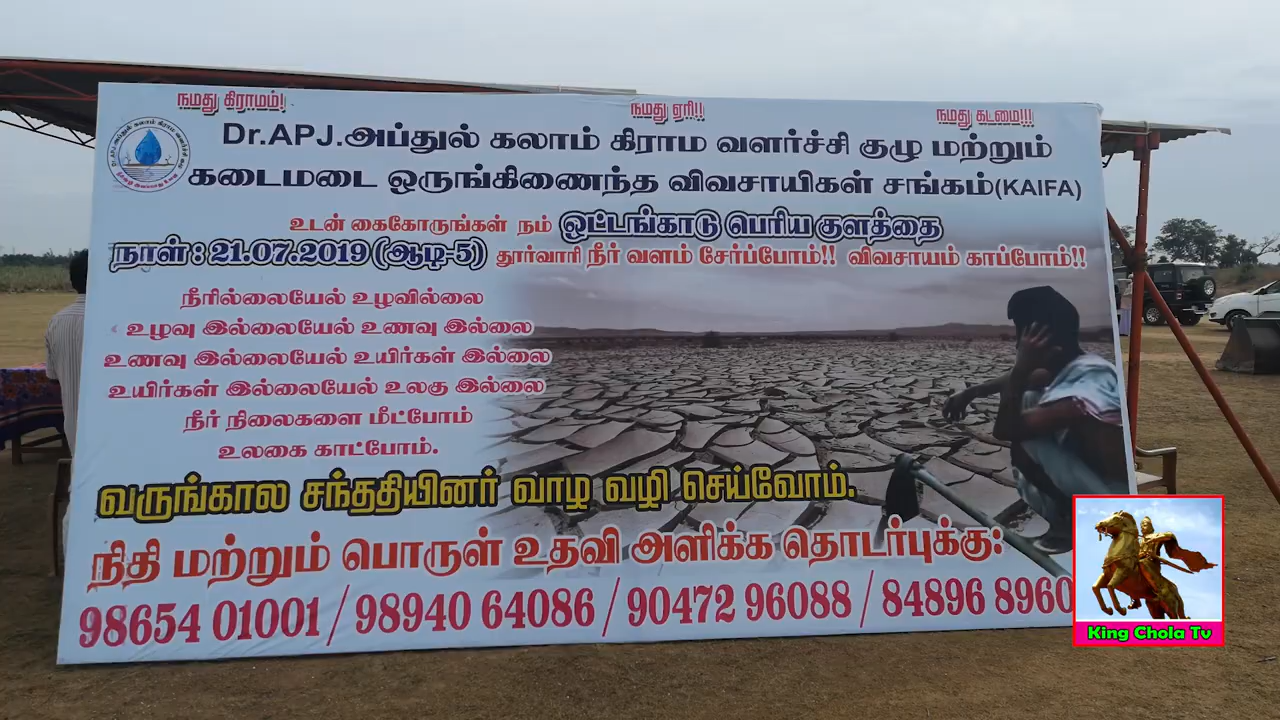 நமது கிராமம்! நமது ஏரி!! நமது கடமை!!!
Dr.APJ.அப்துல் கலாம் கிராம வளர்ச்சி குழு மற்றும்
கடைமடை ஒருங்கிணைந்த விவசாயிகள் சங்கம்(KAIFA)
உடன் கைகோருங்கள் நம் ஒட்டங்காடு பெரிய குளத்தை
நாள் : 21.07.2019 (ஆடி-5) தூர்வாரி நீர் வளம் சேர்ப்போம்!! விவசாயம் காப்போம்!!
நீரில்லையேல் உழவில்லை
உழவு இல்லையேல் உணவு இல்லை
உணவு இல்லையேல் உயிர்கள் இல்லை
உயிர்கள் இல்லையேல் உலகு இல்லை
நீர் நிலைகளை மீட்போம்
உலகை காட்போம்.
வருங்கால சந்ததியினர் வாழ வழி செய்வோம்.
நிதி மற்றும் பொருள் உதவி அளிக்க தொடர்புக்கு:
98654 01001 / 98940 64086 / 90472 96088 / 84896 8960
King Chola Tv